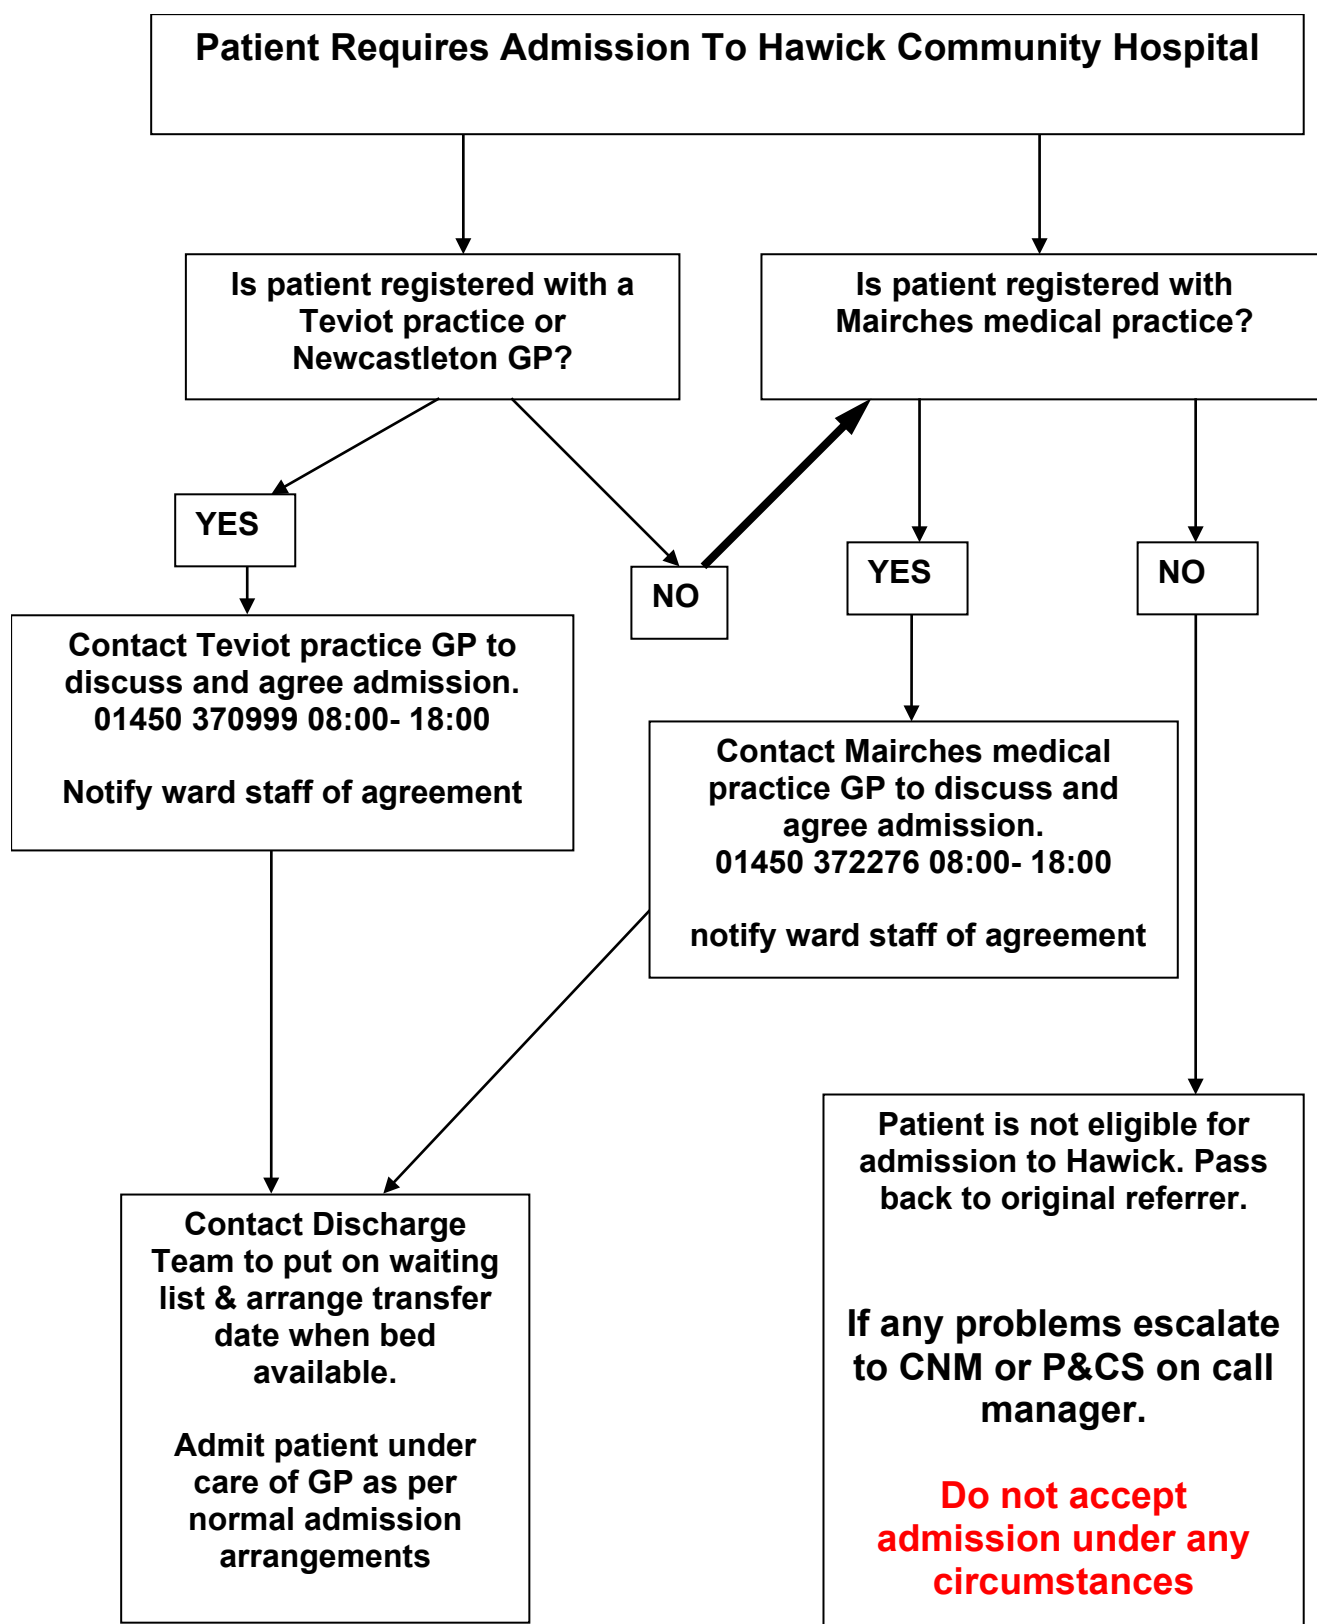 Patient Requires Admission To Hawick Community Hospital
Is patient registered with a
Teviot practice or
Newcastleton GP?
Is patient registered with
Mairches medical practice?
YES
NO
YES
NO
Contact Teviot practice GP to
discuss and agree admission.
01450 370999 08:00- 18:00
Notify ward staff of agreement
Contact Mairches medical
practice GP to discuss and
agree admission.
01450 372276 08:00- 18:00
notify ward staff of agreement
Contact Discharge
Team to put on waiting
list & arrange transfer
date when bed
available.
Admit patient under
care of GP as per
normal admission
arrangements
Patient is not eligible for
admission to Hawick. Pass
back to original referrer.
If any problems escalate
to CNM or P&CS on call
manager.
Do not accept
admission under any
circumstances